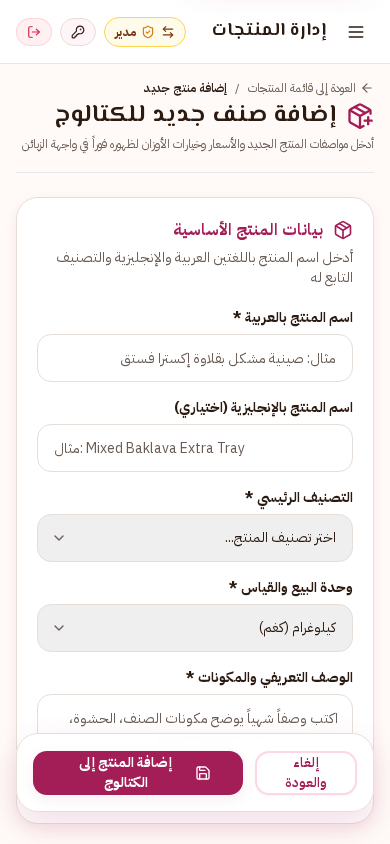 إدارة المنتجات
مدير
العودة إلى قائمة المنتجات / إضافة منتج جديد
إضافة صنف جديد للكتالوج
أدخل مواصفات المنتج الجديد والأسعار وخيارات الأوزان لظهوره فوراً في واجهة الزبائن
بيانات المنتج الأساسية
أدخل اسم المنتج باللغتين العربية والإنجليزية والتصنيف
التابع له
اسم المنتج بالعربية *
مثال: صينية مشكل بقلاوة إكسترا فستق
اسم المنتج بالإنجليزية (اختياري)
مثال: Mixed Baklava Extra Tray
التصنيف الرئيسي *
اختر تصنيف المنتج...
وحدة البيع والقياس *
كيلوغرام (كغم)
الوصف التعريفي والمكونات *
اكتب وصفاً شهياً يوضح مكونات الصنف، الحشوة،
إلغاء
والعودة
إضافة المنتج إلى
الكتالوج